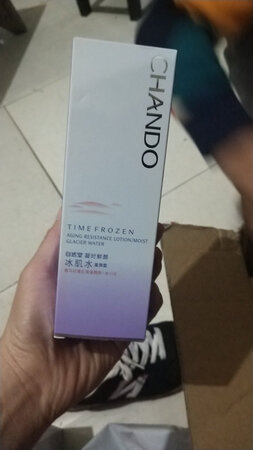 CHANDO
TIME FROZEN
AGING RESISTANCE LOTION/MOIST
GLACIER WATER
自然堂 凝时鲜颜
冰肌水